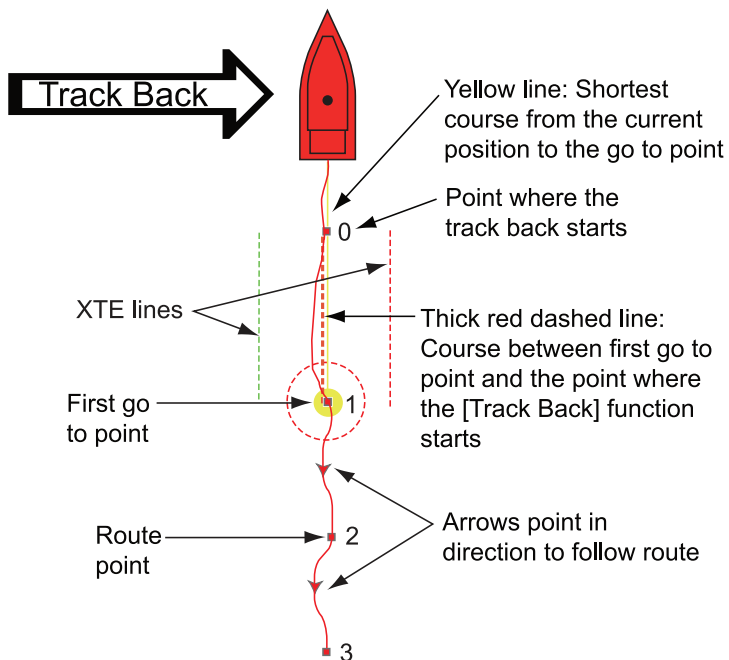 Track Back
Yellow line: Shortest
course from the current
position to the go to point
Point where the
track back starts
0
XTE lines
Thick red dashed line:
Course between first go to
point and the point where
the [Track Back] function
starts
First go
to point
1
Route
point
2
Arrows point in
direction to follow route
3